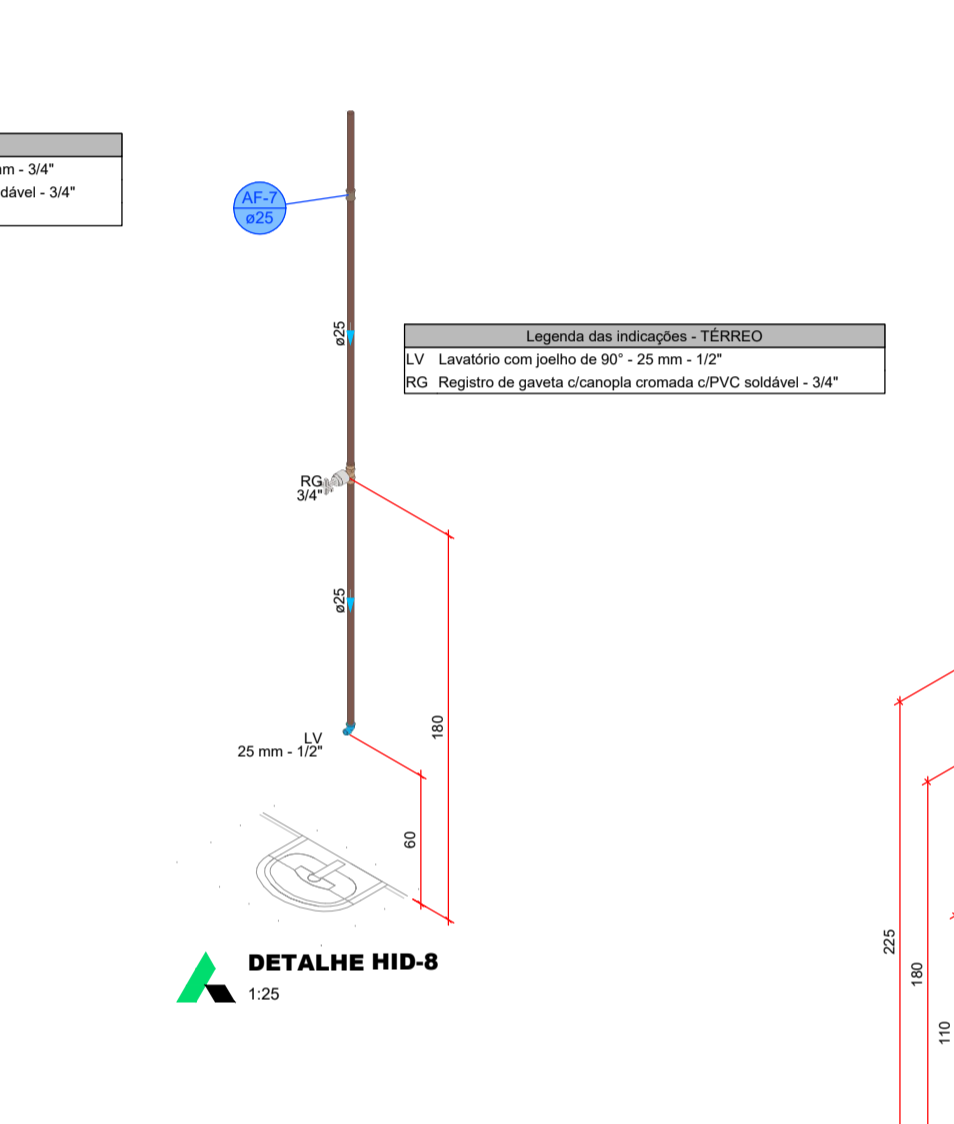 m - 3/4"
dável - 3/4"
AF-7
ø25
ø25
Legenda das indicações - TÉRREO
LV Lavatório com joelho de 90° - 25 mm - 1/2"
RG Registro de gaveta c/canopla cromada c/PVC soldável - 3/4"
RG
3/4"
ø25
LV
25 mm - 1/2"
180
60
DETALHE HID-8
1:25
225
180
110